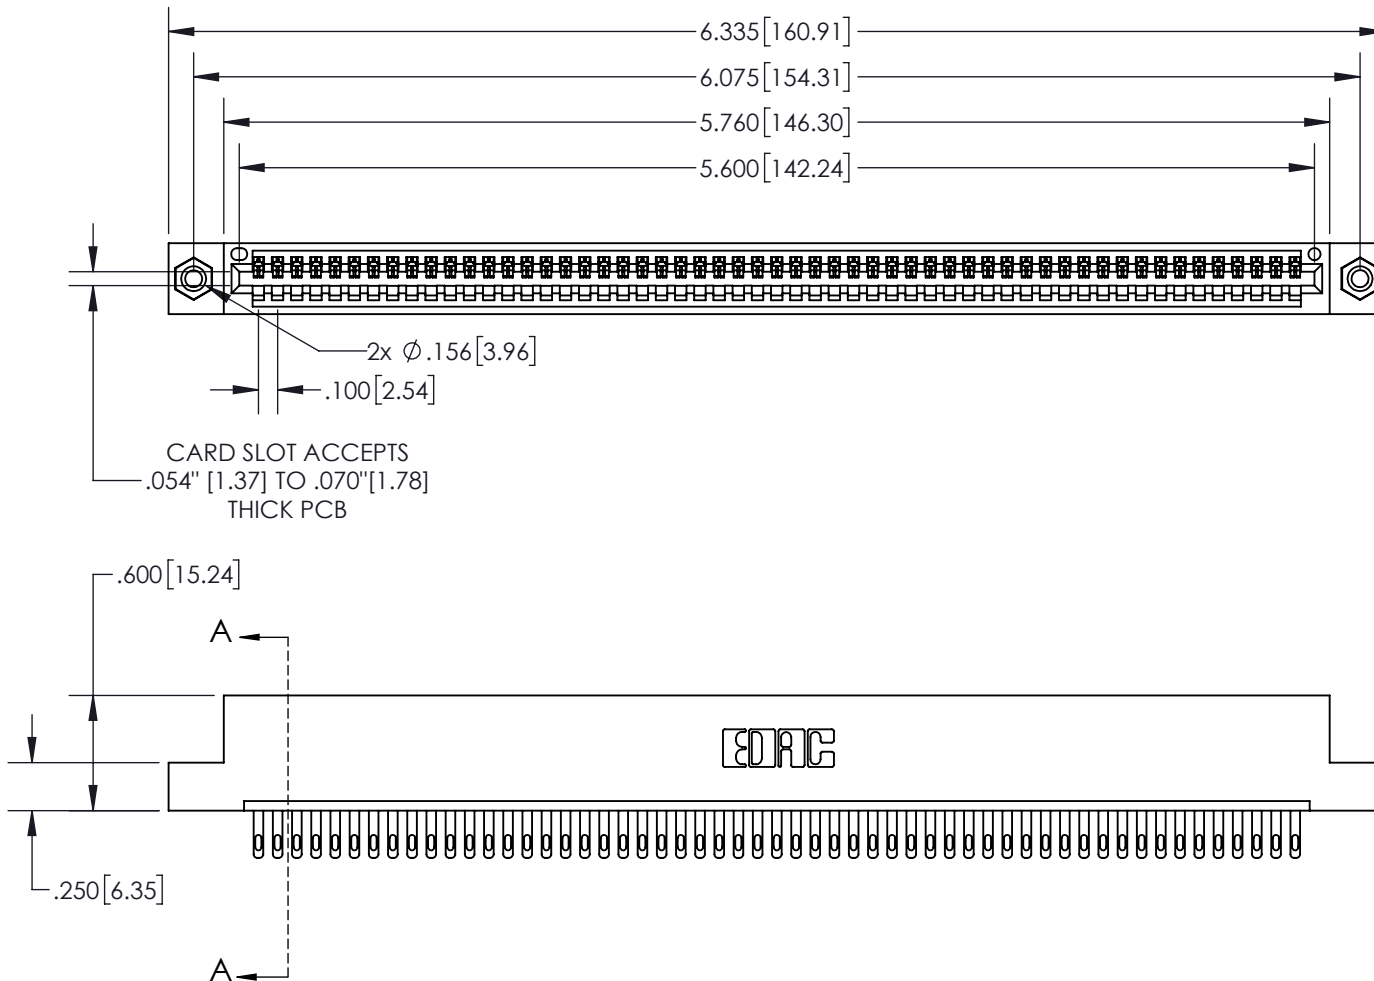 6.335[160.91]
6.075[154.31]
5.760[146.30]
5.600[142.24]
2x Ø.156[3.96]
.100[2.54]
CARD SLOT ACCEPTS
.054" [1.37] TO .070"[1.78]
THICK PCB
.600[15.24]
A
EDAC
.250[6.35]
A